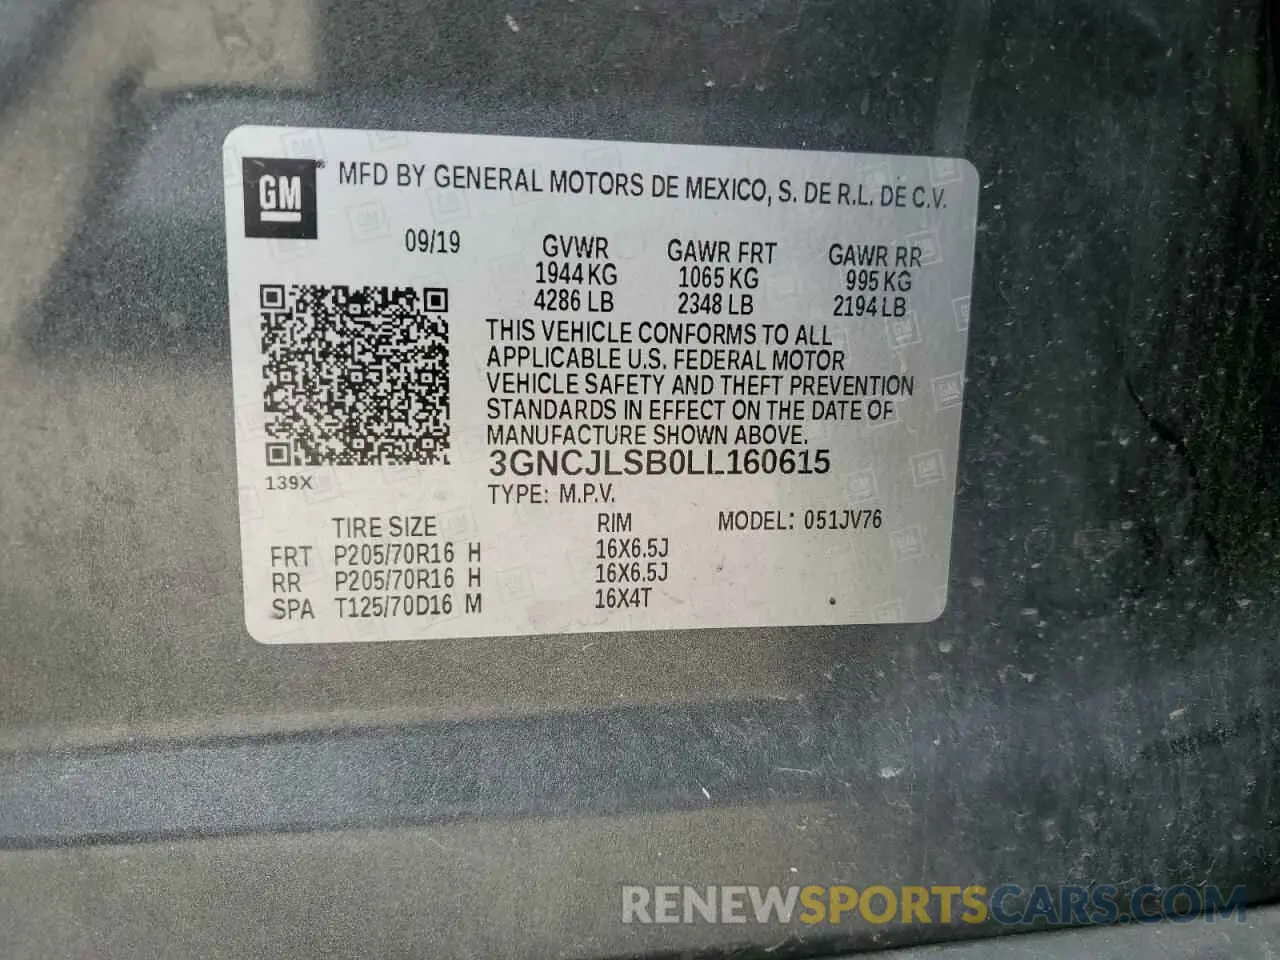 GM ® MFD BY GENERAL MOTORS DE MEXICO, S. DE R.L. DE C.V.
09/19
GVWR GAWR FRT GAWR RR
1944 KG 1065 KG 995 KG
4286 LB 2348 LB 2194 LB
THIS VEHICLE CONFORMS TO ALL
APPLICABLE U.S. FEDERAL MOTOR
VEHICLE SAFETY AND THEFT PREVENTION
STANDARDS IN EFFECT ON THE DATE OF
MANUFACTURE SHOWN ABOVE.
3GNCJLSB0LL160615
139X
TYPE: M.P.V.
TIRE SIZE RIM MODEL: 051JV76
FRT P205/70R16 H 16X6.5J
RR P205/70R16 H 16X6.5J
SPA T125/70D16 M 16X4T
RENEWSPORTSCARS.COM